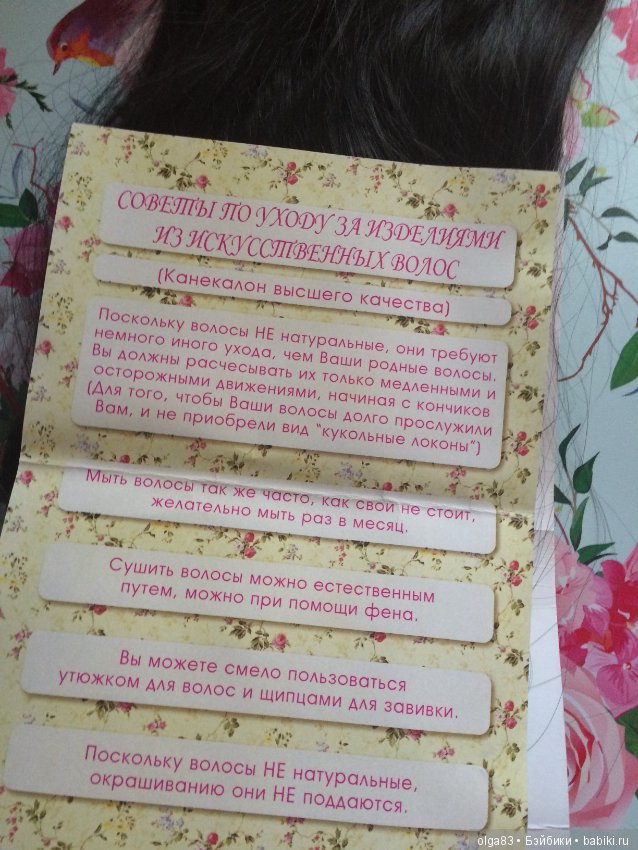 СОВЕТЫ ПО УХОДУ ЗА ИЗДЕЛИЯМИ
ИЗ ИСКУССТВЕННЫХ ВОЛОС
(Канекалон высшего качества)
Поскольку волосы НЕ натуральные, они требуют
немного иного ухода, чем Ваши родные волосы.
Вы должны расчесывать их только медленными и
осторожными движениями, начиная с кончиков
(Для того, чтобы Ваши волосы долго прослужили
Вам, и не приобрели вид "кукольные локоны")
Мыть волосы так же часто, как свои не стоит,
желательно мыть раз в месяц.
Сушить волосы можно естественным
путем, можно при помощи фена.
Вы можете смело пользоваться
утюжком для волос и щипцами для завивки.
Поскольку волосы НЕ натуральные,
окрашиванию они НЕ поддаются.
olga83 • Бэйбики • babiki.ru